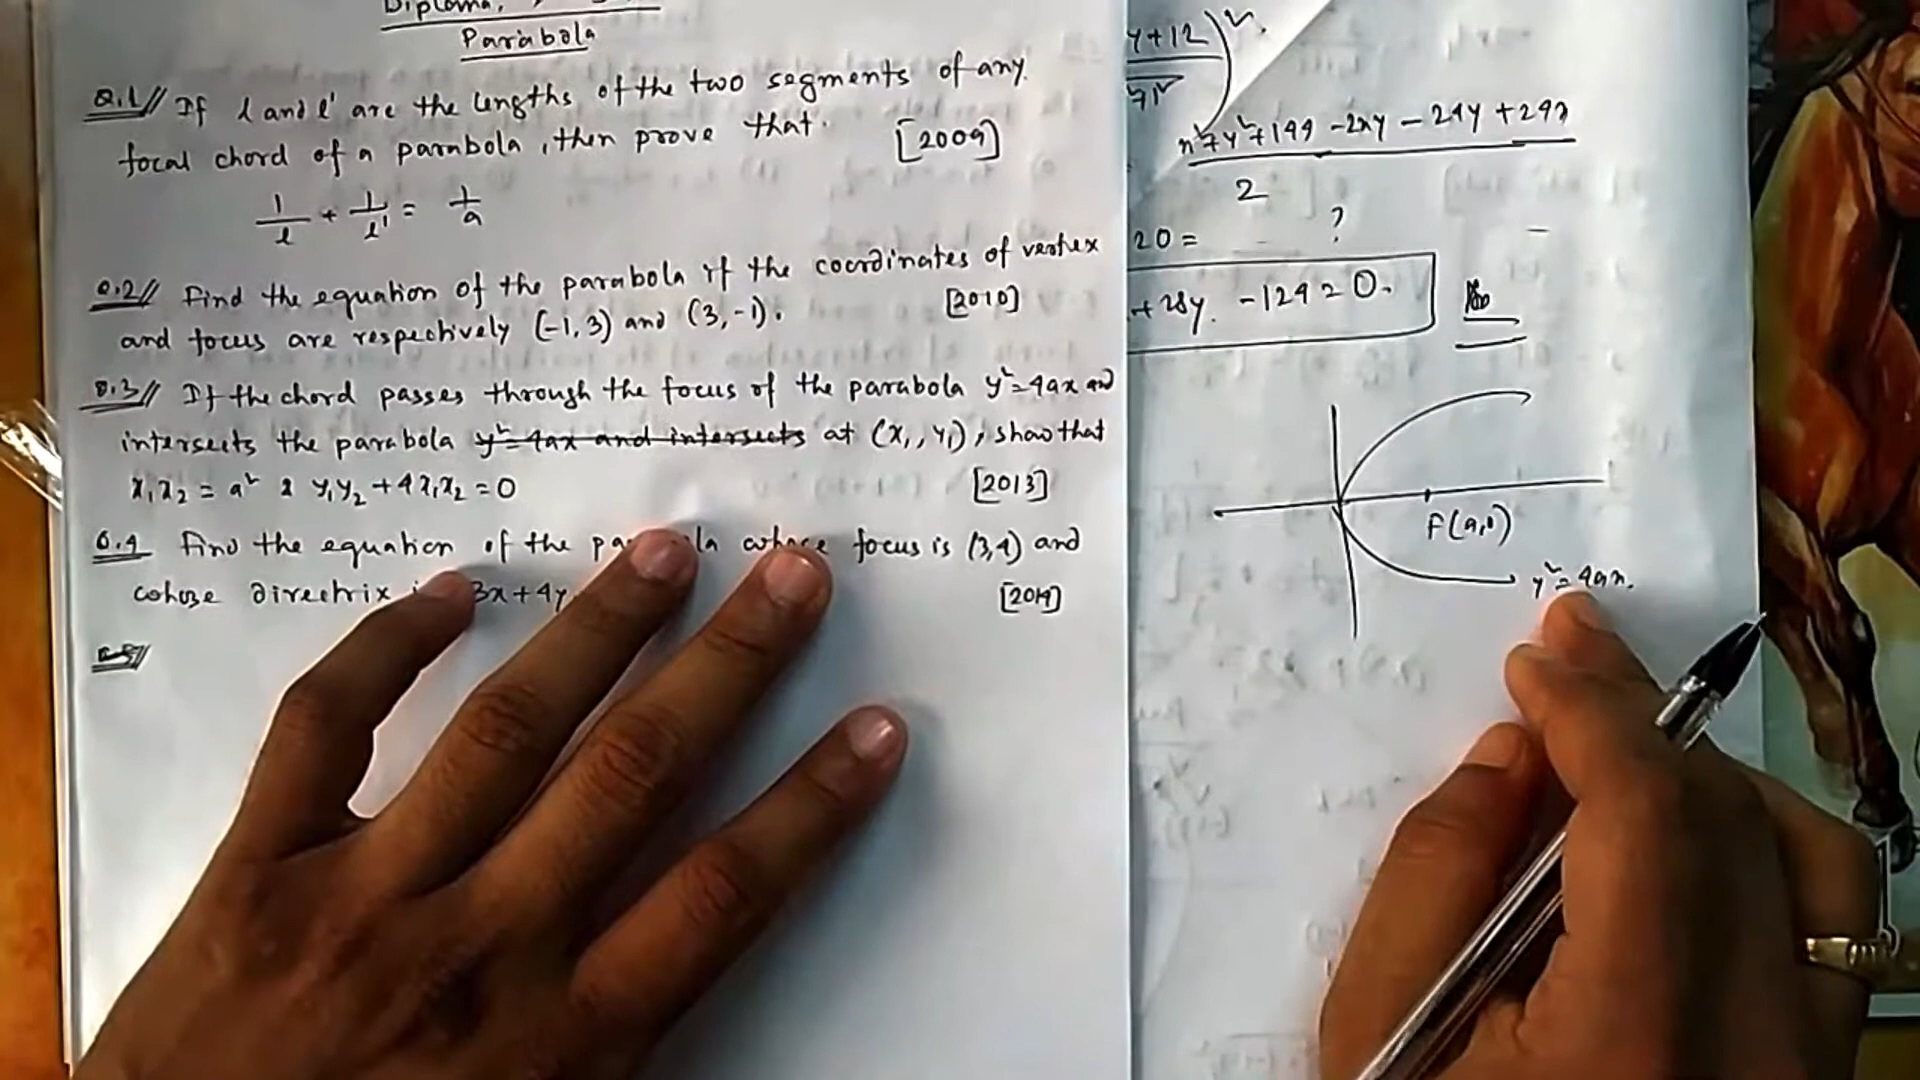 Diploma,
Parabola
Q.1// If l and l' are the lengths of the two segments of any
focal chord of a parabola, then prove that. [2009]
1/l + 1/l' = 1/a
Q.2// Find the equation of the parabola if the coordinates of vertex
and focus are respectively (-1, 3) and (3, -1). [2010]
Q.3// If the chord passes through the focus of the parabola y²=4ax and
intersects the parabola y²=4ax and intersects at (x₁, y₁), show that
x₁x₂ = a² & y₁y₂ + 4x₁x₂ = 0 [2013]
Q.4 Find the equation of the focus is (3,4) and
whose directrix 3x+4y [2014]
Q.5//
y+12)²
x²+y²+144 -2xy - 24y + 24x
2
?
20 =
+28y. -124 = 0.
F(a,0)
y²=4ax.